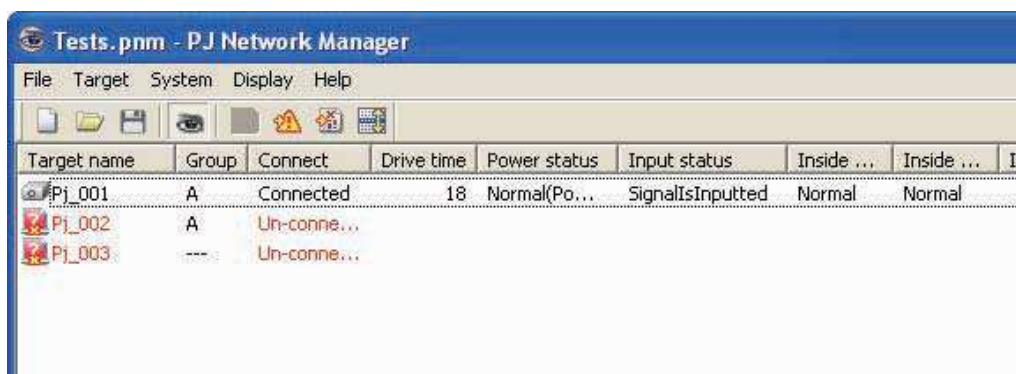 Tests.pnm - PJ Network Manager
File Target System Display Help
Target name Group Connect Drive time Power status Input status Inside ... Inside ... I
Pj_001 A Connected 18 Normal(Po... SignalIsInputted Normal Normal
Pj_002 A Un-conne...
Pj_003 --- Un-conne...